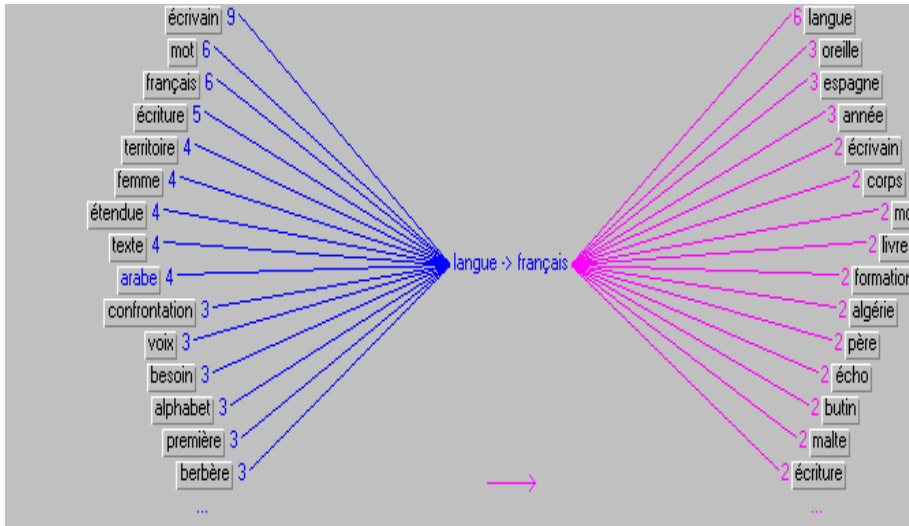 écrivain 9
mot 6
français 6
écriture 5
territoire 4
femme 4
étendue 4
texte 4
arabe 4
confrontation 3
voix 3
besoin 3
alphabet 3
première 3
berbère 3
...
langue -> français
6 langue
3 oreille
3 espagne
3 année
2 écrivain
2 corps
2
2 livre
2 formation
2 algérie
2 père
2 écho
2 butin
2 malte
2 écriture
...